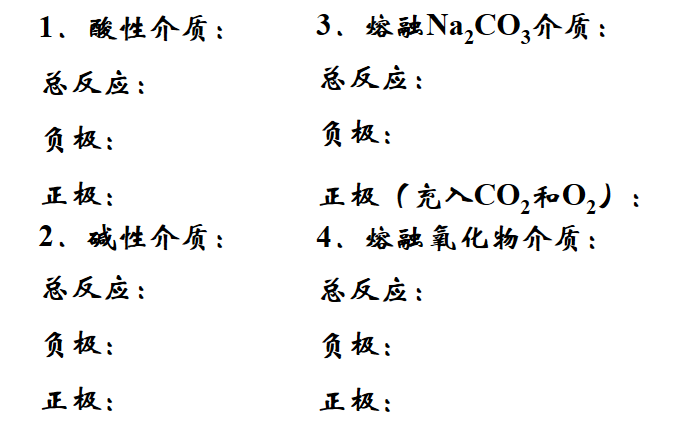 1、酸性介质：
总反应：
负极：
正极：
2、碱性介质：
总反应：
负极：
正极：
3、熔融Na₂CO₃介质：
总反应：
负极：
正极（充入CO₂和O₂）：
4、熔融氧化物介质：
总反应：
负极：
正极：